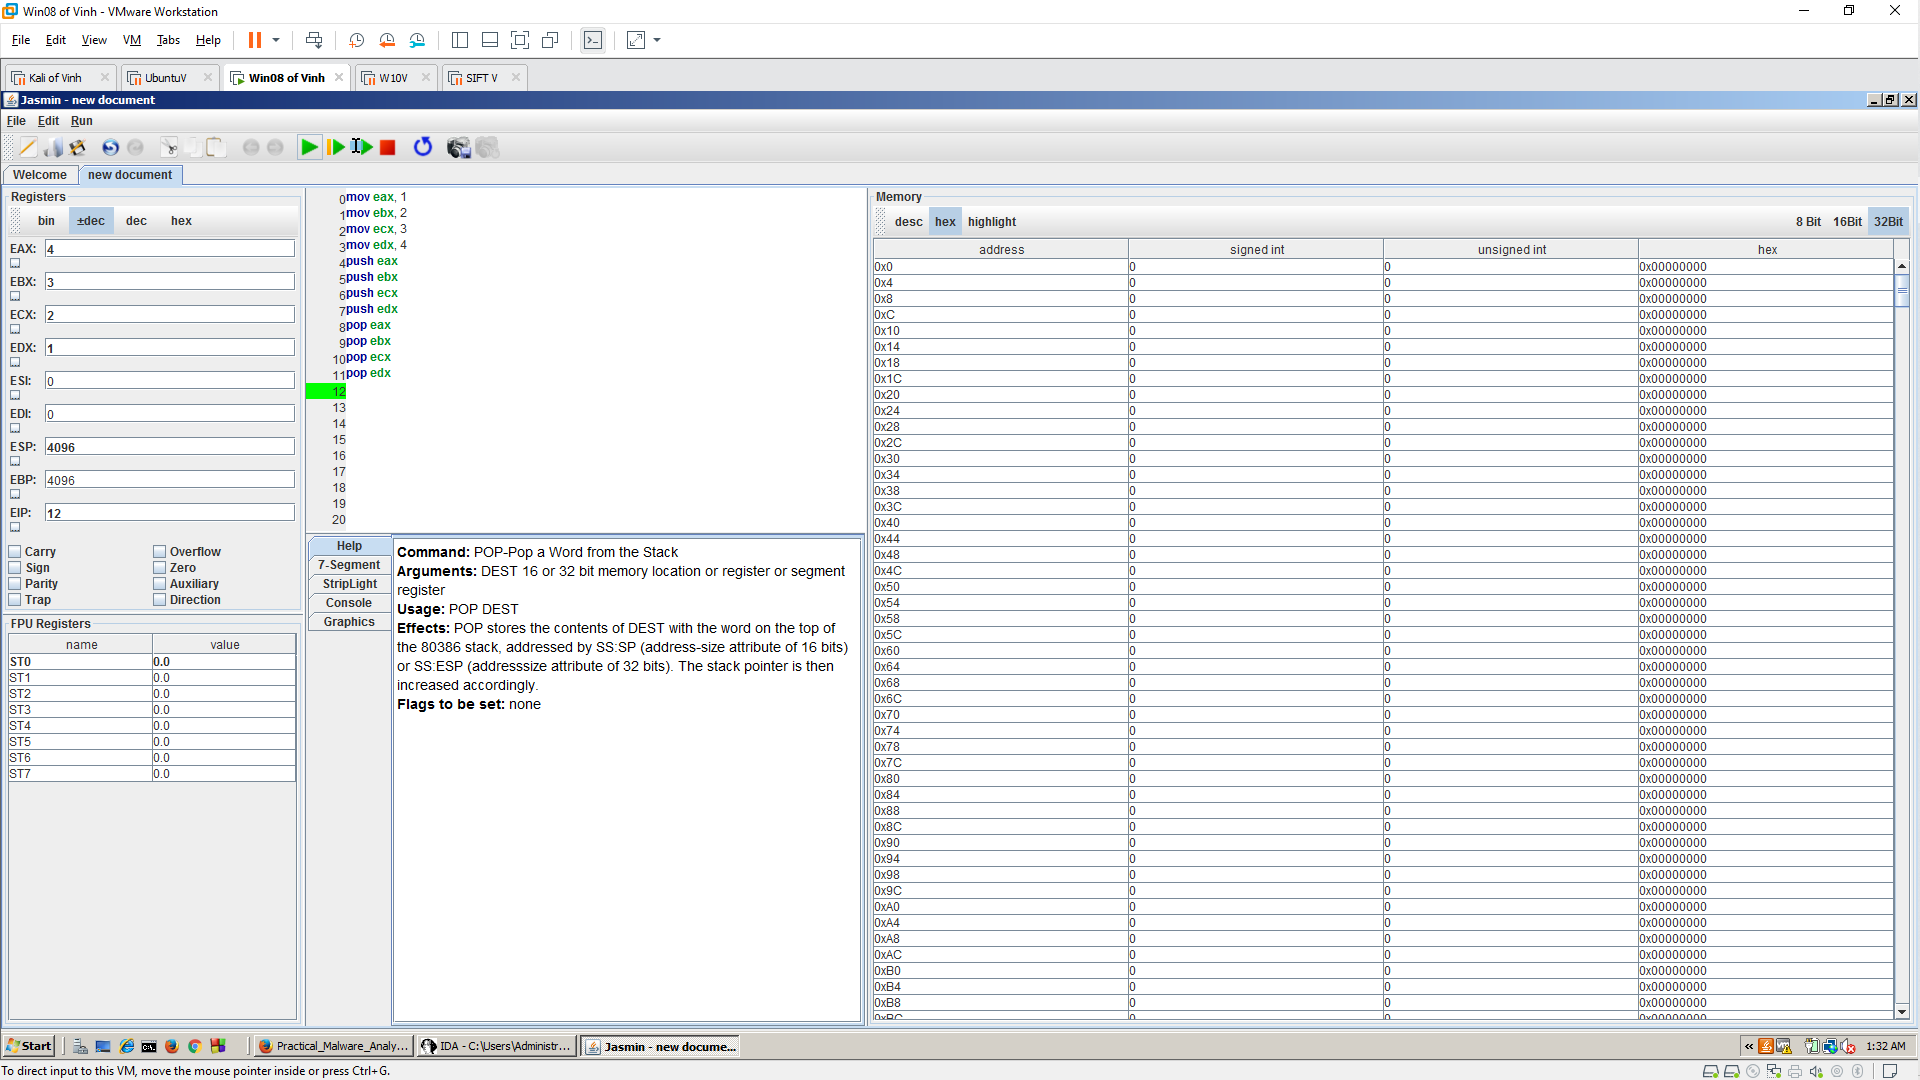 Win08 of Vinh - VMware Workstation
File Edit View VM Tabs Help
Kali of Vinh UbuntuV Win08 of Vinh W10V SIFT V
Jasmin - new document
File Edit Run
Welcome new document
Registers
bin ±dec dec hex
EAX: 4
EBX: 3
ECX: 2
EDX: 1
ESI: 0
EDI: 0
ESP: 4096
EBP: 4096
EIP: 12
Carry Overflow
Sign Zero
Parity Auxiliary
Trap Direction
FPU Registers
name value
ST0 0.0
ST1 0.0
ST2 0.0
ST3 0.0
ST4 0.0
ST5 0.0
ST6 0.0
ST7 0.0
0 mov eax, 1
1 mov ebx, 2
2 mov ecx, 3
3 mov edx, 4
4 push eax
5 push ebx
6 push ecx
7 push edx
8 pop eax
9 pop ebx
10 pop ecx
11 pop edx
12
13
14
15
16
17
18
19
20
Help
7-Segment
StripLight
Console
Graphics
Command: POP-Pop a Word from the Stack
Arguments: DEST 16 or 32 bit memory location or register or segment
register
Usage: POP DEST
Effects: POP stores the contents of DEST with the word on the top of
the 80386 stack, addressed by SS:SP (address-size attribute of 16 bits)
or SS:ESP (addresssize attribute of 32 bits). The stack pointer is then
increased accordingly.
Flags to be set: none
Memory
desc hex highlight 8 Bit 16Bit 32Bit
address signed int unsigned int hex
0x0 0 0 0x00000000
0x4 0 0 0x00000000
0x8 0 0 0x00000000
0xC 0 0 0x00000000
0x10 0 0 0x00000000
0x14 0 0 0x00000000
0x18 0 0 0x00000000
0x1C 0 0 0x00000000
0x20 0 0 0x00000000
0x24 0 0 0x00000000
0x28 0 0 0x00000000
0x2C 0 0 0x00000000
0x30 0 0 0x00000000
0x34 0 0 0x00000000
0x38 0 0 0x00000000
0x3C 0 0 0x00000000
0x40 0 0 0x00000000
0x44 0 0 0x00000000
0x48 0 0 0x00000000
0x4C 0 0 0x00000000
0x50 0 0 0x00000000
0x54 0 0 0x00000000
0x58 0 0 0x00000000
0x5C 0 0 0x00000000
0x60 0 0 0x00000000
0x64 0 0 0x00000000
0x68 0 0 0x00000000
0x6C 0 0 0x00000000
0x70 0 0 0x00000000
0x74 0 0 0x00000000
0x78 0 0 0x00000000
0x7C 0 0 0x00000000
0x80 0 0 0x00000000
0x84 0 0 0x00000000
0x88 0 0 0x00000000
0x8C 0 0 0x00000000
0x90 0 0 0x00000000
0x94 0 0 0x00000000
0x98 0 0 0x00000000
0x9C 0 0 0x00000000
0xA0 0 0 0x00000000
0xA4 0 0 0x00000000
0xA8 0 0 0x00000000
0xAC 0 0 0x00000000
0xB0 0 0 0x00000000
0xB4 0 0 0x00000000
0xB8 0 0 0x00000000
0xBC 0 0 0x00000000
Start Practical_Malware_Analy... IDA - C:\Users\Administr... Jasmin - new docume... « 1:32 AM
To direct input to this VM, move the mouse pointer inside or press Ctrl+G.